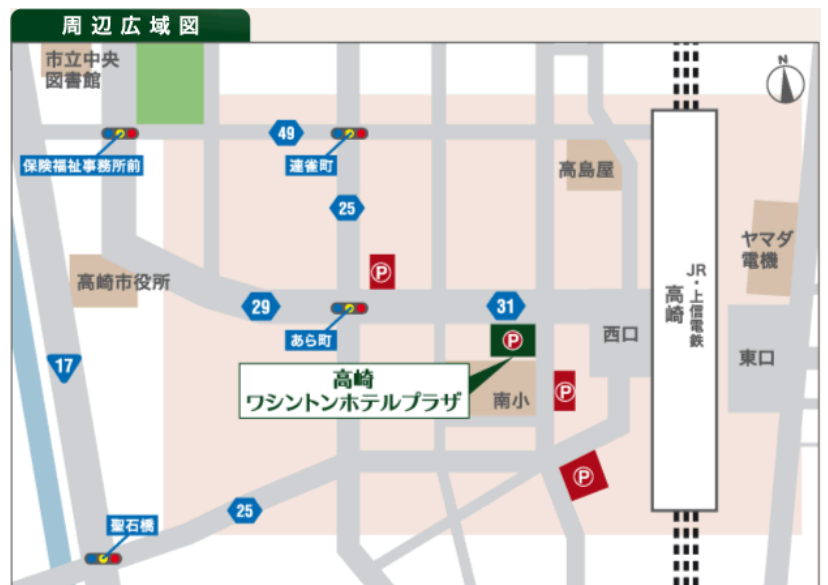 周辺広域図
市立中央
図書館
N
49
保険福祉事務所前
連雀町
高島屋
25
ヤマダ
電機
P
高崎市役所
JR・上信電鉄
高崎
29
31
あら町
P
西口
東口
17
高崎
ワシントンホテルプラザ
南小
P
P
25
聖石橋